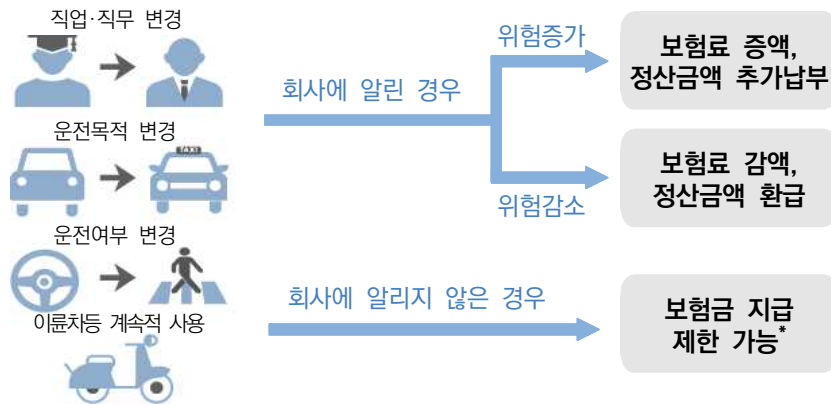 직업·직무 변경
운전목적 변경
TAXI
운전여부 변경
이륜차등 계속적 사용
회사에 알린 경우
위험증가
보험료 증액,
정산금액 추가납부
위험감소
보험료 감액,
정산금액 환급
회사에 알리지 않은 경우
보험금 지급
제한 가능*